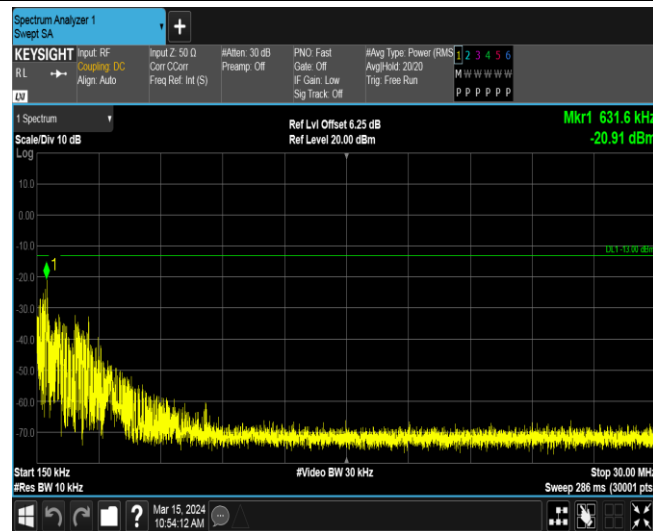 Spectrum Analyzer 1
Swept SA
KEYSIGHT Input: RF Input Z: 50 Ω #Atten: 30 dB PNO: Fast #Avg Type: Power (RMS 1 2 3 4 5 6
RL Coupling: DC Corr CCorr Preamp: Off Gate: Off Avg|Hold: 20/20 M W W W W W
Align: Auto Freq Ref: Int (S) IF Gain: Low Trig: Free Run
Sig Track: Off P P P P P P
LXI
1 Spectrum Ref Lvl Offset 6.25 dB Mkr1 631.6 kHz
Scale/Div 10 dB Ref Level 20.00 dBm -20.91 dBm
Log
10.0
0.00
-10.0
DL1 -13.00 dBm
1
-20.0
-30.0
-40.0
-50.0
-60.0
-70.0
Start 150 kHz #Video BW 30 kHz Stop 30.00 MHz
#Res BW 10 kHz Sweep 286 ms (30001 pts)
? Mar 15, 2024
10:54:12 AM